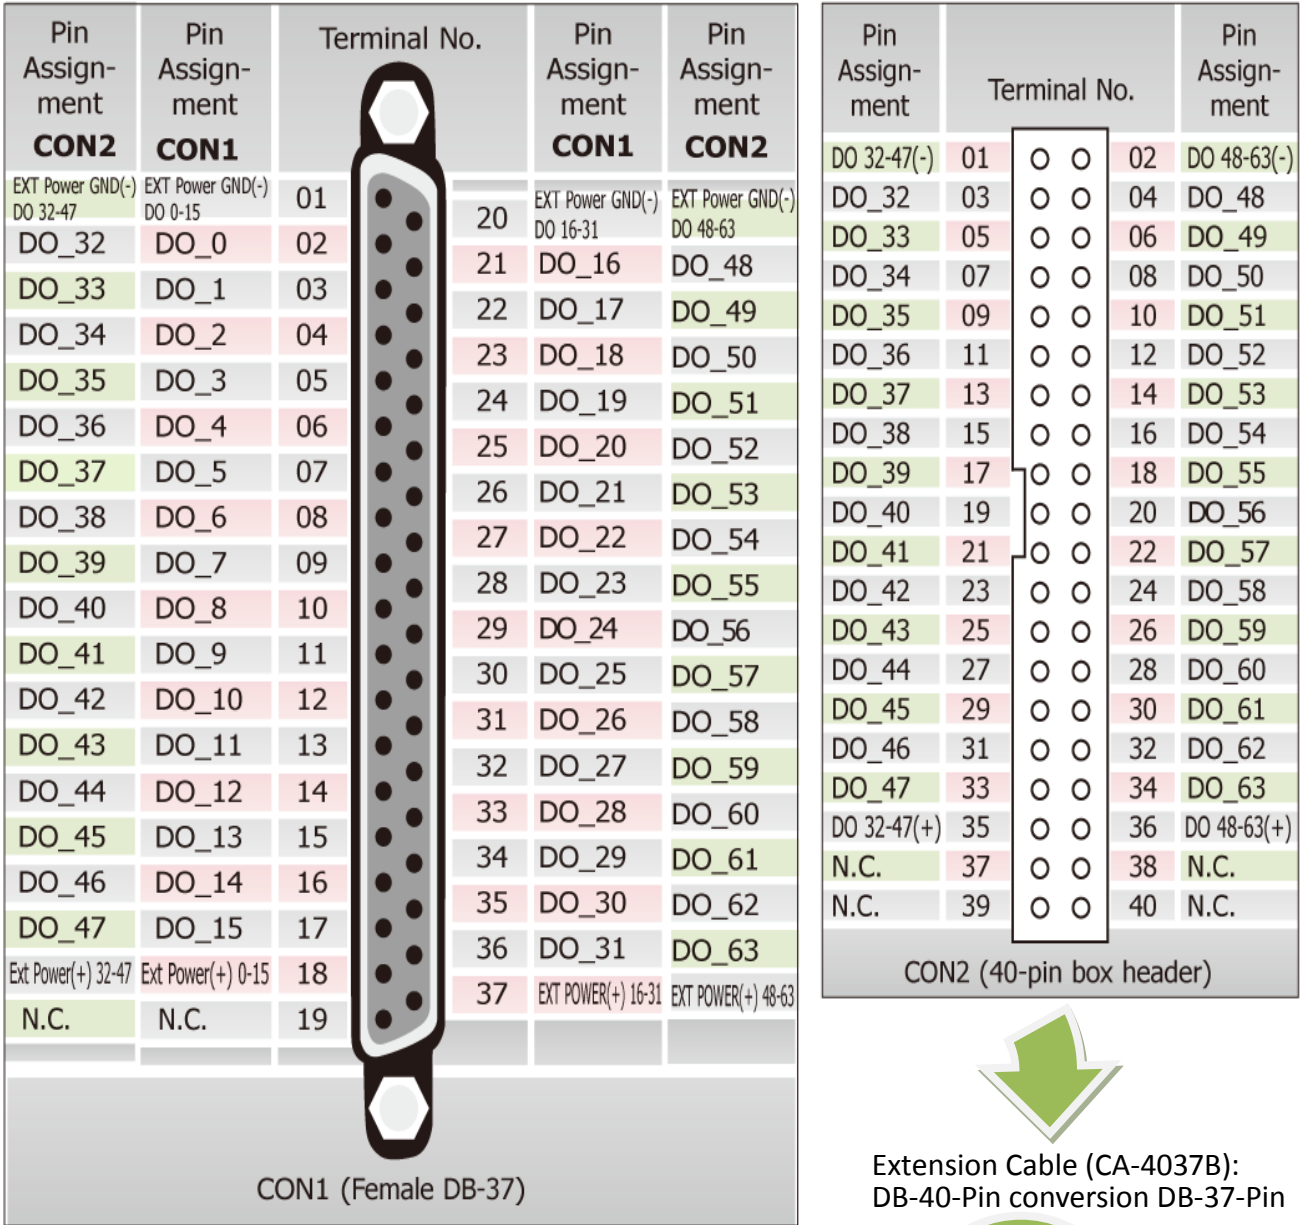 Pin Pin Terminal No. Pin Pin
Assign- Assign- Assign- Assign-
ment ment ment ment
CON2 CON1 CON1 CON2
EXT Power GND(-) EXT Power GND(-) 01
DO 32-47 DO 0-15
20 EXT Power GND(-) EXT Power GND(-)
DO 16-31 DO 48-63
DO_32 DO_0 02
21 DO_16 DO_48
DO_33 DO_1 03
22 DO_17 DO_49
DO_34 DO_2 04
23 DO_18 DO_50
DO_35 DO_3 05
24 DO_19 DO_51
DO_36 DO_4 06
25 DO_20 DO_52
DO_37 DO_5 07
26 DO_21 DO_53
DO_38 DO_6 08
27 DO_22 DO_54
DO_39 DO_7 09
28 DO_23 DO_55
DO_40 DO_8 10
29 DO_24 DO_56
DO_41 DO_9 11
30 DO_25 DO_57
DO_42 DO_10 12
31 DO_26 DO_58
DO_43 DO_11 13
32 DO_27 DO_59
DO_44 DO_12 14
33 DO_28 DO_60
DO_45 DO_13 15
34 DO_29 DO_61
DO_46 DO_14 16
35 DO_30 DO_62
DO_47 DO_15 17
36 DO_31 DO_63
Ext Power(+) 32-47 Ext Power(+) 0-15 18
37 EXT POWER(+) 16-31 EXT POWER(+) 48-63
N.C. N.C. 19
CON1 (Female DB-37)
Pin Pin
Assign- Terminal No. Assign-
ment ment
DO 32-47(-) 01 02 DO 48-63(-)
DO_32 03 04 DO_48
DO_33 05 06 DO_49
DO_34 07 08 DO_50
DO_35 09 10 DO_51
DO_36 11 12 DO_52
DO_37 13 14 DO_53
DO_38 15 16 DO_54
DO_39 17 18 DO_55
DO_40 19 20 DO_56
DO_41 21 22 DO_57
DO_42 23 24 DO_58
DO_43 25 26 DO_59
DO_44 27 28 DO_60
DO_45 29 30 DO_61
DO_46 31 32 DO_62
DO_47 33 34 DO_63
DO 32-47(+) 35 36 DO 48-63(+)
N.C. 37 38 N.C.
N.C. 39 40 N.C.
CON2 (40-pin box header)
Extension Cable (CA-4037B):
DB-40-Pin conversion DB-37-Pin